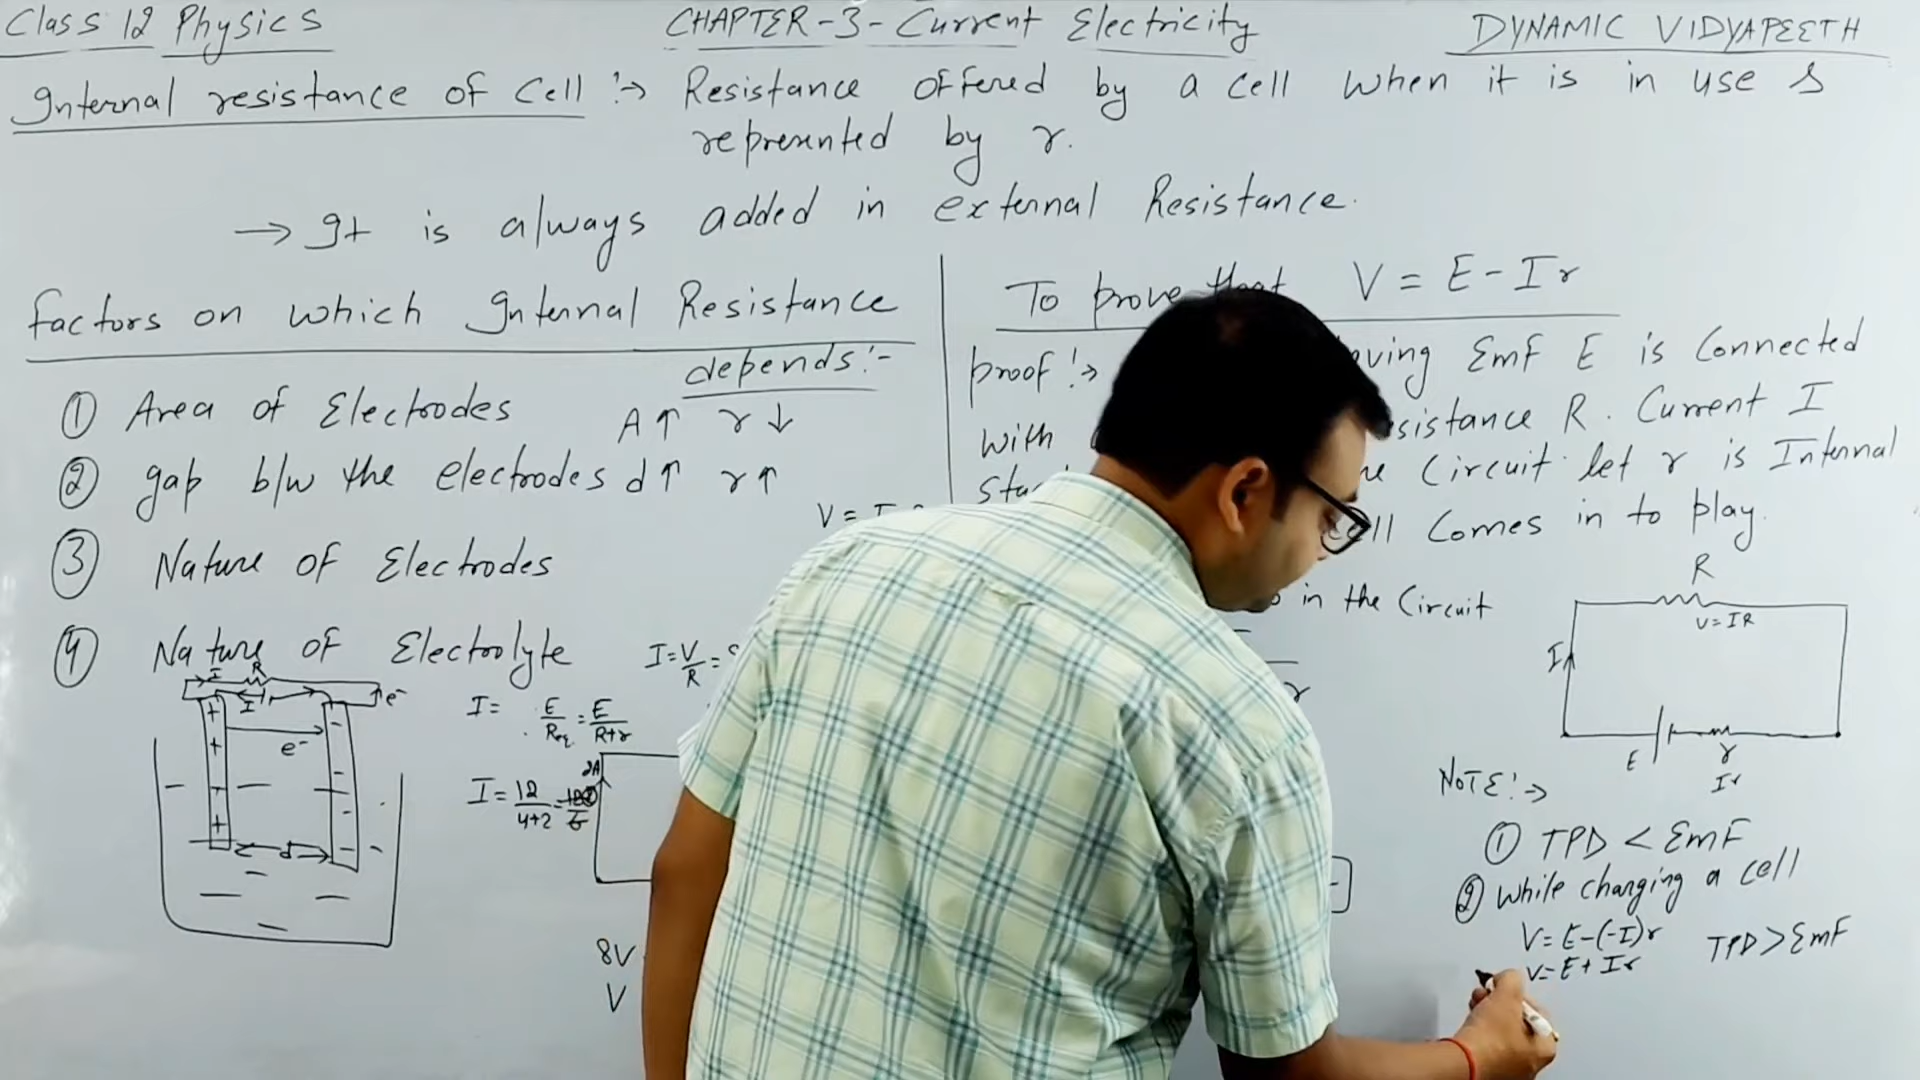 Class 12 Physics
CHAPTER-3- Current Electricity
DYNAMIC VIDYAPEETH
Internal resistance of Cell :→ Resistance offered by a cell when it is in use &
represented by r.
→ It is always added in external Resistance.
factors on which Internal Resistance
depends:-
① Area of Electrodes A↑ r↓
② gap b/w the electrodes d↑ r↑
③ Nature of Electrodes
④ Nature of Electrolyte
To prove that V = E - Ir
proof :→ aving Emf E is Connected
with sistance R. Current I
Circuit. let r is Internal
Cell Comes in to play.
in the Circuit
V =
I=V/R=
I= E/Req = E/R+r
I=12/4+2=
2A
8V
V
R
I
e-
+
+
+
+
e-
d
R
V=IR
I
E
r
Ir
NOTE:→
① TPD < EmF
② While changing a cell
V= E-(-I)r
V= E+ Ir
TPD > EmF